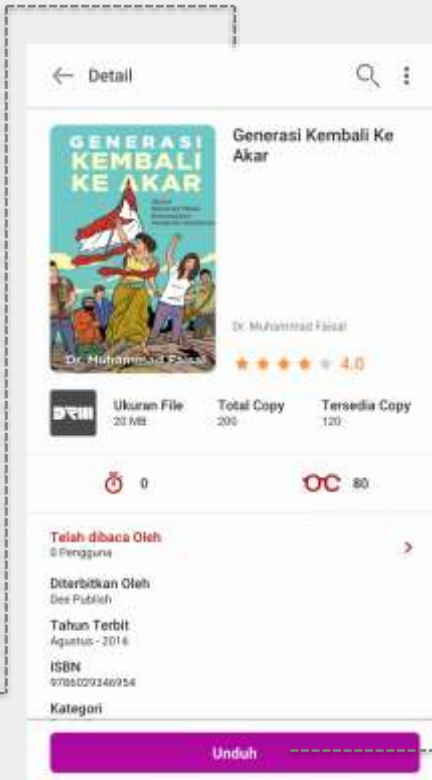 Detail
GENERASI
KEMBALI
KE AKAR
Dr. Muhammad Faisal
Generasi Kembali Ke
Akar
Dr. Muhammad Faisal
4.0
DRM
Ukuran File
20 MB
Total Copy
200
Tersedia Copy
120
0
80
Telah dibaca Oleh
0 Pengguna
Diterbitkan Oleh
Dee Publish
Tahun Terbit
Agustus - 2016
ISBN
9786029346954
Kategori
Unduh